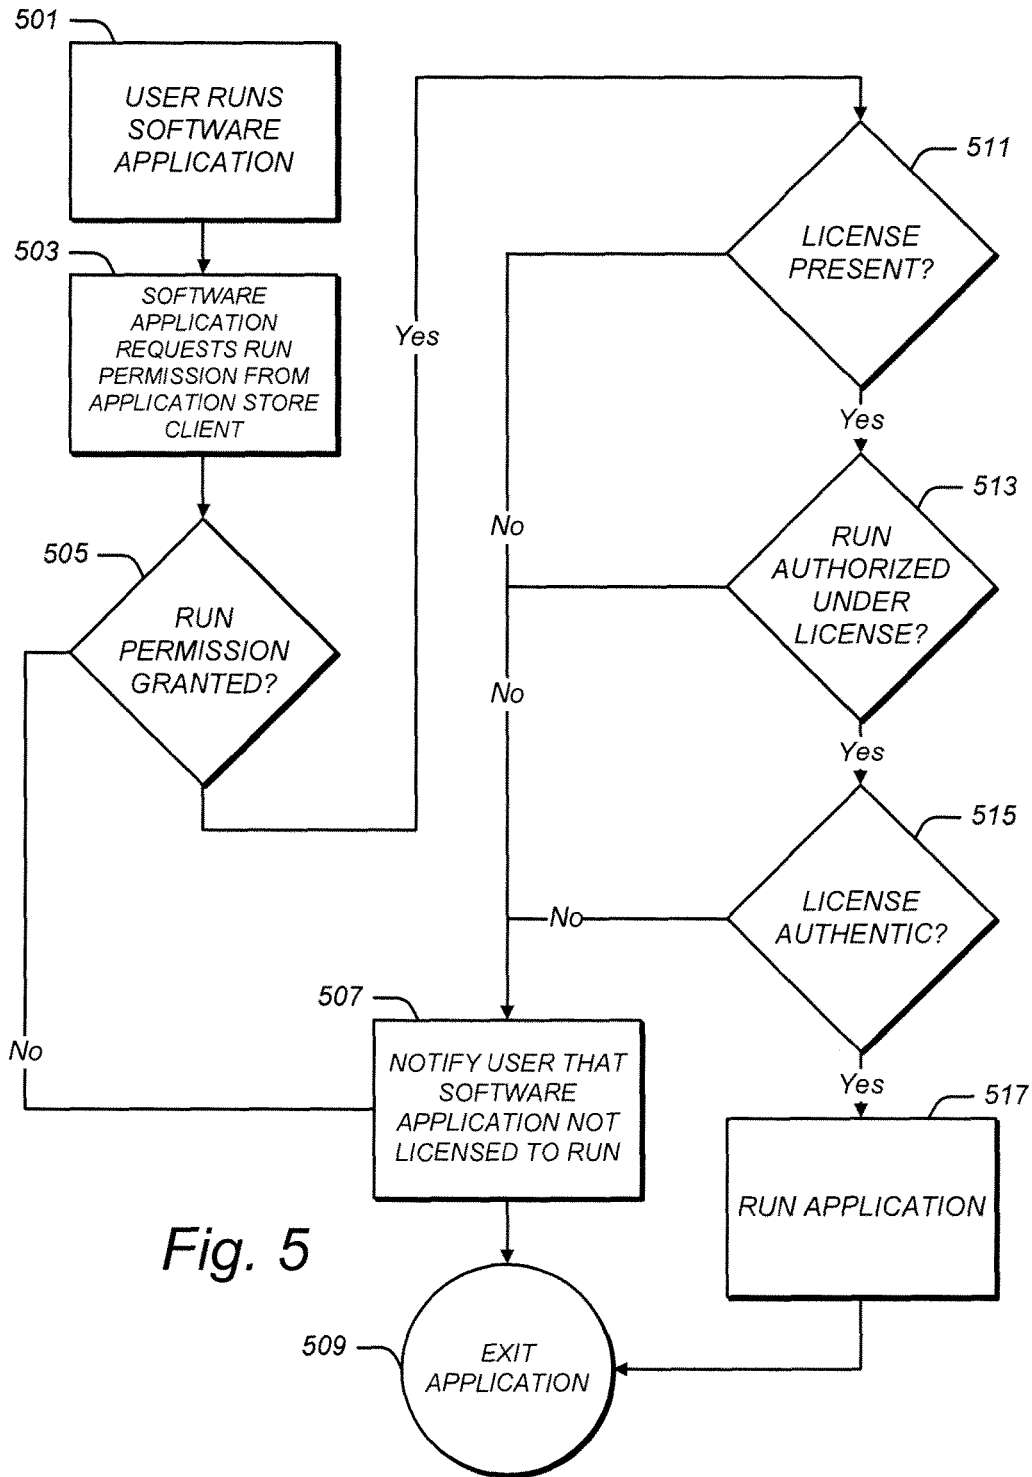 501
USER RUNS
SOFTWARE
APPLICATION
503
SOFTWARE
APPLICATION
REQUESTS RUN
PERMISSION FROM
APPLICATION STORE
CLIENT
505
RUN
PERMISSION
GRANTED?
No
Yes
511
LICENSE
PRESENT?
No
Yes
513
RUN
AUTHORIZED
UNDER
LICENSE?
No
Yes
515
LICENSE
AUTHENTIC?
No
Yes
507
NOTIFY USER THAT
SOFTWARE
APPLICATION NOT
LICENSED TO RUN
517
RUN APPLICATION
509
EXIT
APPLICATION
Fig. 5